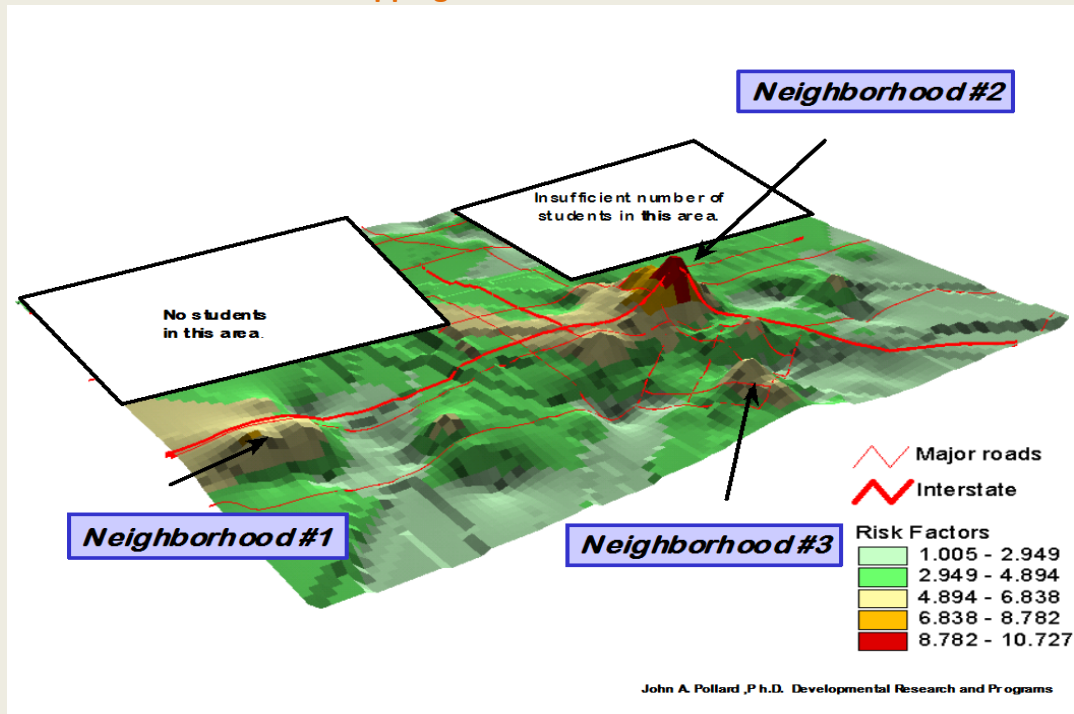 Neighborhood #2
Insufficient number of
students in this area.
No students
in this area.
Neighborhood #1
Neighborhood #3
Major roads
Interstate
Risk Factors
1.005 - 2.949
2.949 - 4.894
4.894 - 6.838
6.838 - 8.782
8.782 - 10.727
John A. Pollard ,Ph.D. Developmental Research and Programs